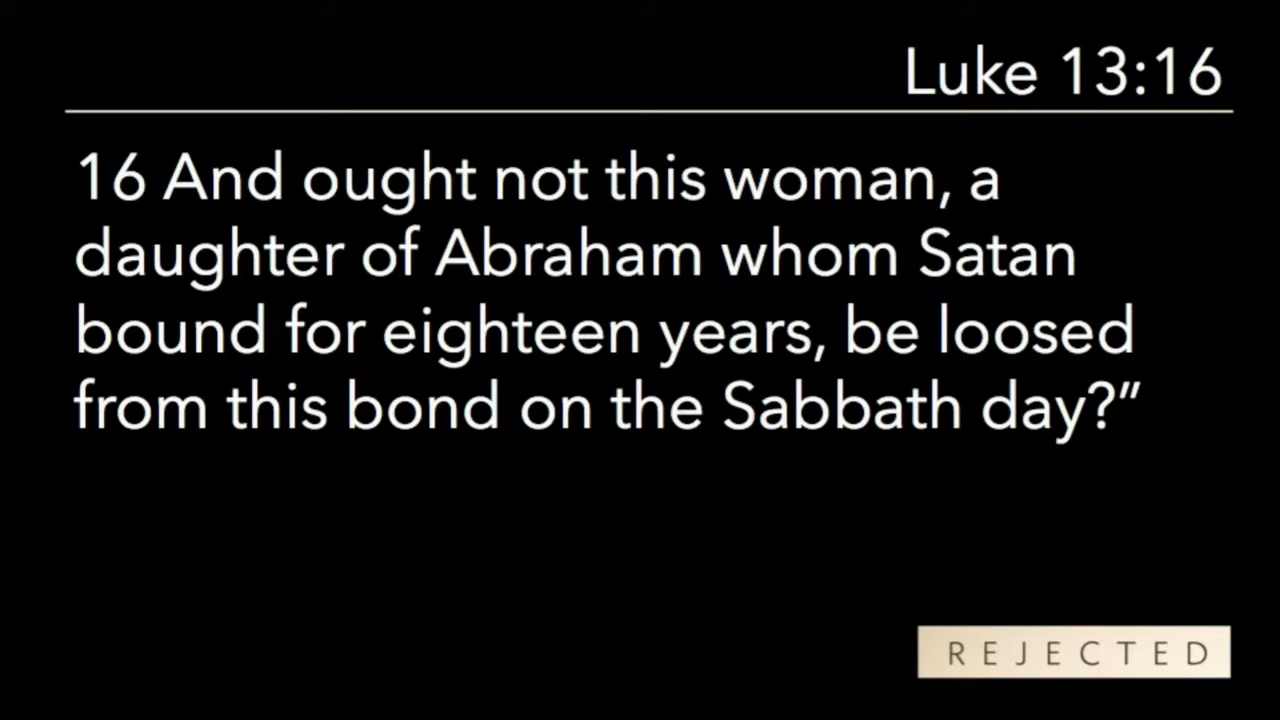 Luke 13:16
16 And ought not this woman, a
daughter of Abraham whom Satan
bound for eighteen years, be loosed
from this bond on the Sabbath day?”
REJECTED